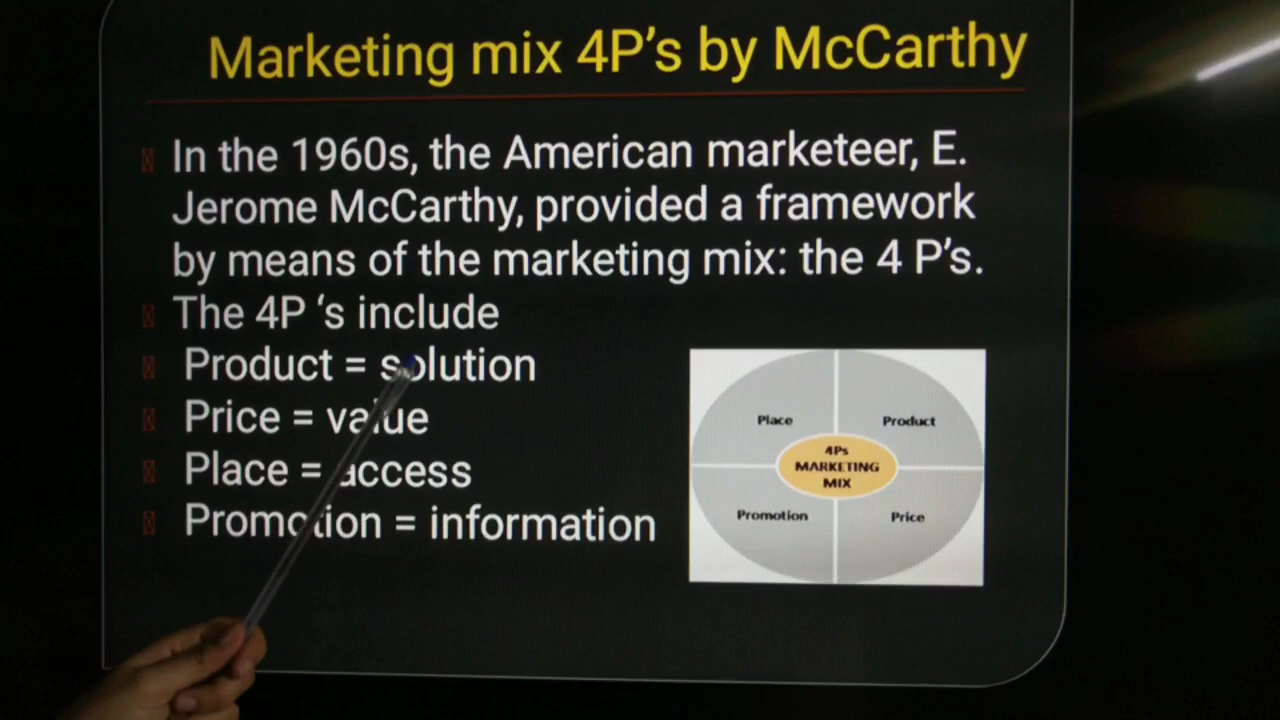 Marketing mix 4P's by McCarthy
In the 1960s, the American marketeer, E.
Jerome McCarthy, provided a framework
by means of the marketing mix: the 4 P's.
The 4P 's include
Product = solution
Price = value
Place = access
Promotion = information
Place
Product
4Ps
MARKETING
MIX
Promotion
Price